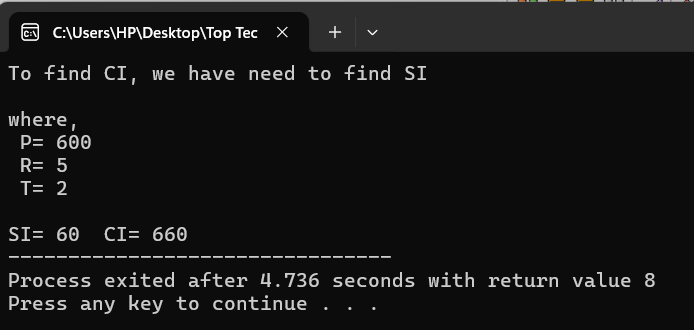 C:\Users\HP\Desktop\Top Tec
To find CI, we have need to find SI
where,
P= 600
R= 5
T= 2
SI= 60  CI= 660
--------------------------------
Process exited after 4.736 seconds with return value 8
Press any key to continue . . .